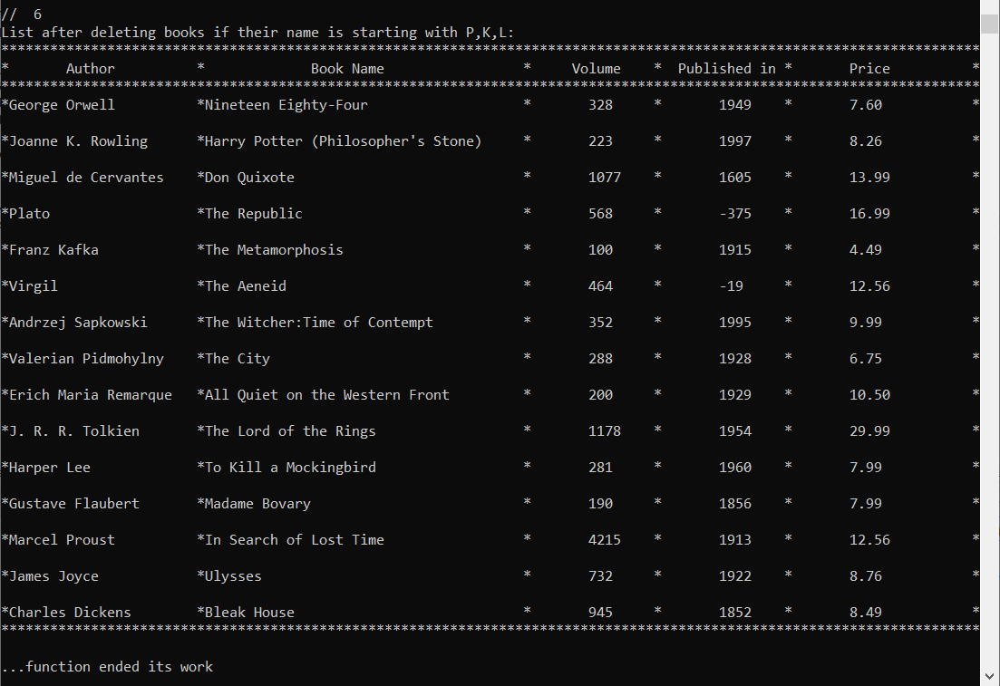 //  6
List after deleting books if their name is starting with P,K,L:
************************************************************************************************************************
*       Author          *             Book Name                 *     Volume    *  Published in *       Price          *
************************************************************************************************************************
*George Orwell          *Nineteen Eighty-Four                   *       328     *       1949    *       7.60           *
*Joanne K. Rowling      *Harry Potter (Philosopher's Stone)     *       223     *       1997    *       8.26           *
*Miguel de Cervantes    *Don Quixote                            *       1077    *       1605    *       13.99          *
*Plato                  *The Republic                           *       568     *       -375    *       16.99          *
*Franz Kafka            *The Metamorphosis                      *       100     *       1915    *       4.49           *
*Virgil                 *The Aeneid                             *       464     *       -19     *       12.56          *
*Andrzej Sapkowski      *The Witcher:Time of Contempt           *       352     *       1995    *       9.99           *
*Valerian Pidmohylny    *The City                               *       288     *       1928    *       6.75           *
*Erich Maria Remarque   *All Quiet on the Western Front         *       200     *       1929    *       10.50          *
*J. R. R. Tolkien       *The Lord of the Rings                  *       1178    *       1954    *       29.99          *
*Harper Lee             *To Kill a Mockingbird                  *       281     *       1960    *       7.99           *
*Gustave Flaubert       *Madame Bovary                          *       190     *       1856    *       7.99           *
*Marcel Proust          *In Search of Lost Time                 *       4215    *       1913    *       12.56          *
*James Joyce            *Ulysses                                *       732     *       1922    *       8.76           *
*Charles Dickens        *Bleak House                            *       945     *       1852    *       8.49           *
************************************************************************************************************************
...function ended its work